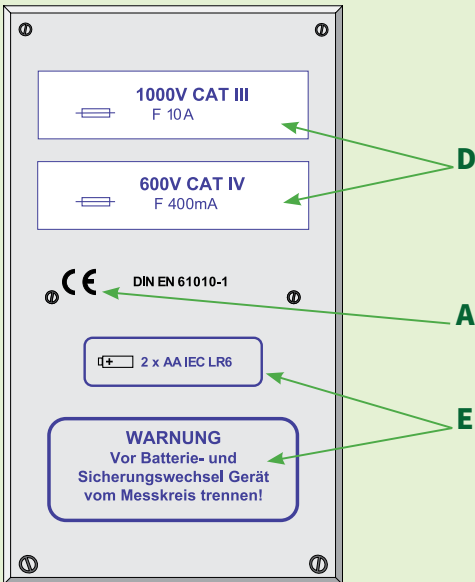 1000V CAT III
F 10A
D
600V CAT IV
F 400mA
CE DIN EN 61010-1
A
+ 2 x AA IEC LR6
E
WARNUNG
Vor Batterie- und
Sicherungswechsel Gerät
vom Messkreis trennen!